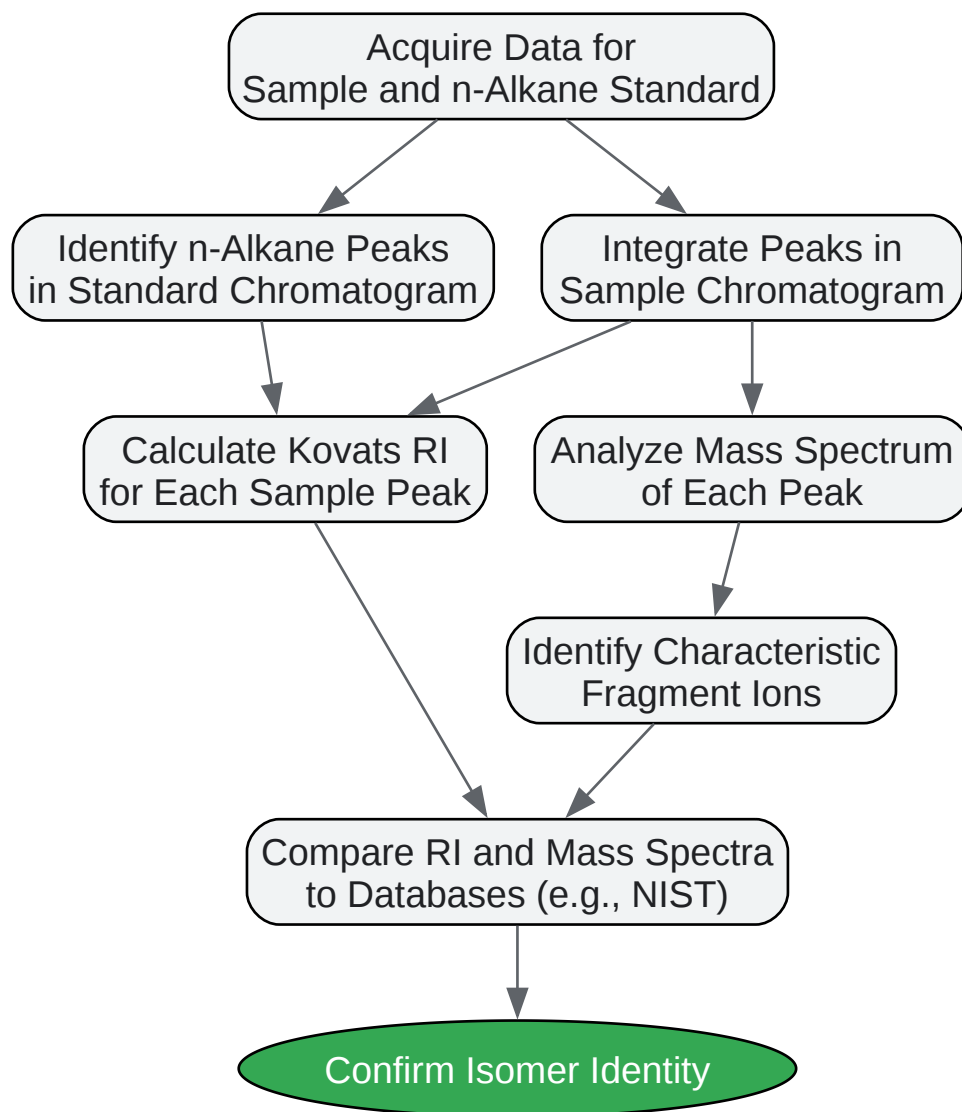 Acquire Data for
Sample and n-Alkane Standard
Identify n-Alkane Peaks
in Standard Chromatogram
Integrate Peaks in
Sample Chromatogram
Calculate Kovats RI
for Each Sample Peak
Analyze Mass Spectrum
of Each Peak
Identify Characteristic
Fragment Ions
Compare RI and Mass Spectra
to Databases (e.g., NIST)
Confirm Isomer Identity